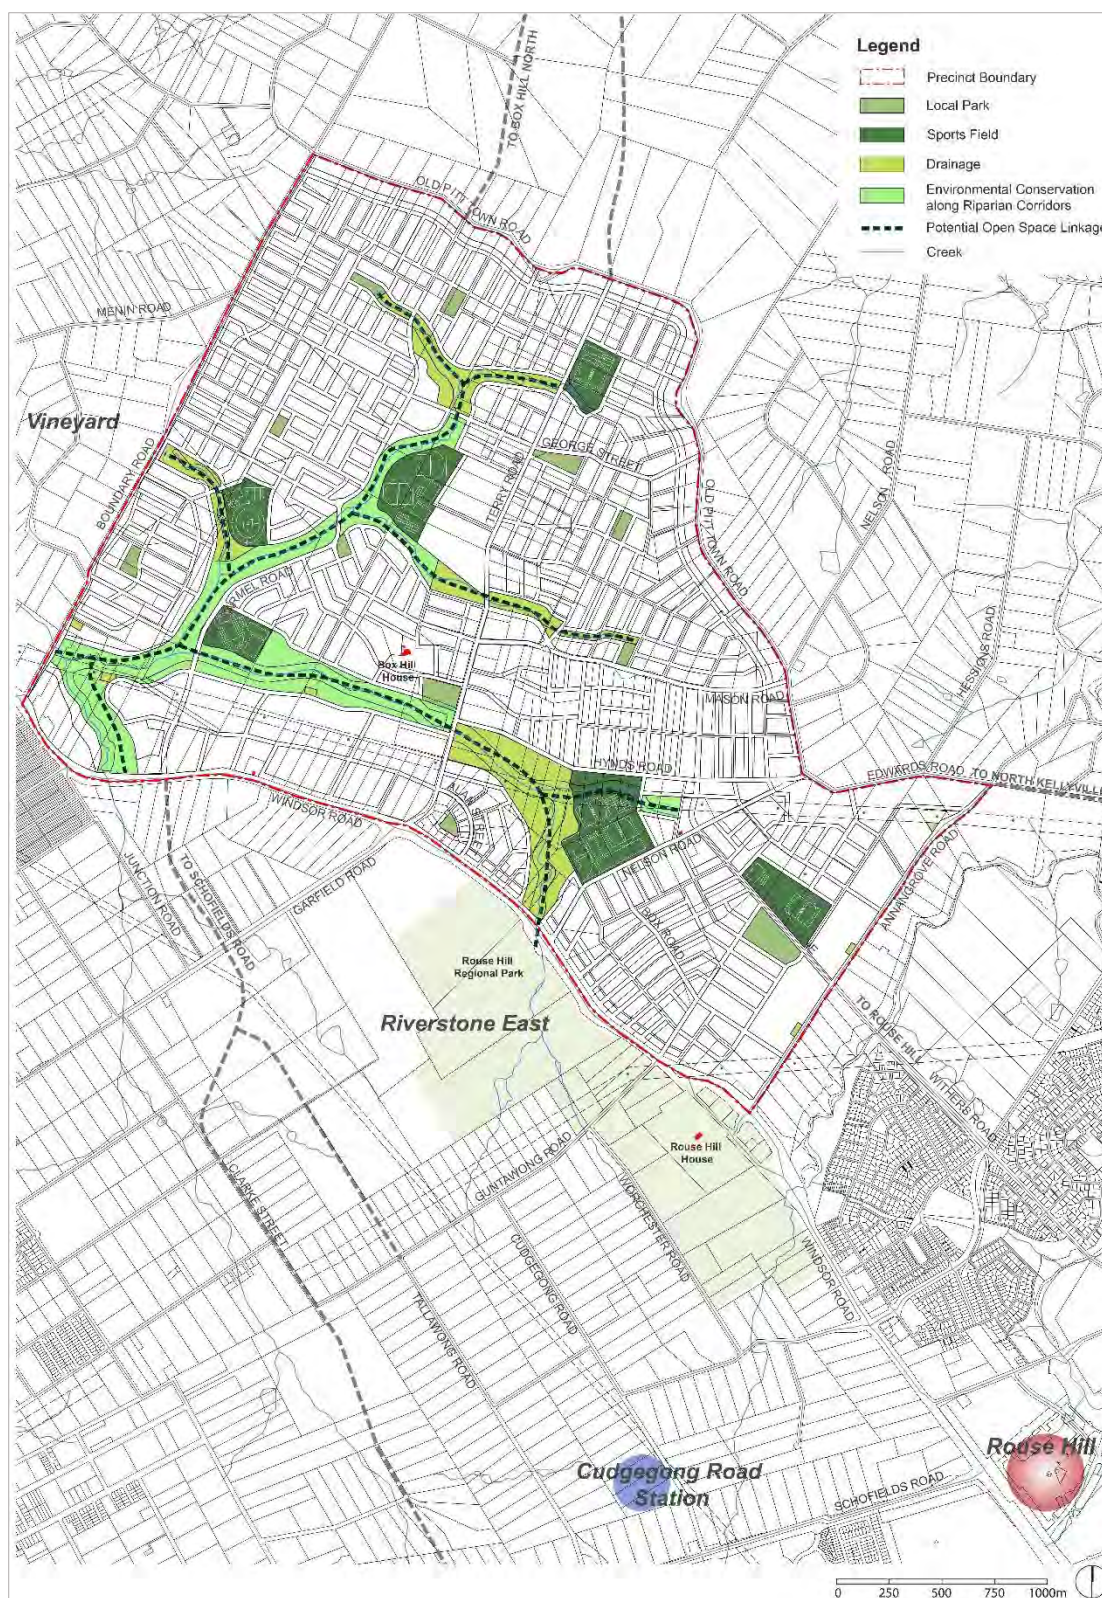 Legend
Precinct Boundary
Local Park
Sports Field
Drainage
Environmental Conservation
along Riparian Corridors
Potential Open Space Linkage
Creek
TO BOX HILL NORTH
OLD PITT TOWN ROAD
MENIN ROAD
Vineyard
BOUNDARY ROAD
GEORGE STREET
TERRY ROAD
NELSON ROAD
OLD PITT TOWN ROAD
RMEL ROAD
HESSIONS ROAD
Box Hill
House
MASON ROAD
HYNDS ROAD
EDWARDS ROAD
TO NORTH KELLYVILLE
WINDSOR ROAD
ALAN STREET
NELSON ROAD
ANNANGROVE ROAD
JUNCTION ROAD
TO SCHOFIELDS ROAD
GARFIELD ROAD
BOX ROAD
Rouse Hill
Regional Park
Riverstone East
TO ROUSE HILL
WITHERS ROAD
Rouse Hill
House
GUNTAWONG ROAD
WORCHESTER ROAD
CLARKE STREET
CUDGEGONG ROAD
TALLAWONG ROAD
WINDSOR ROAD
Rouse Hill
Cudgegong Road
Station
SCHOFIELDS ROAD
0 250 500 750 1000m